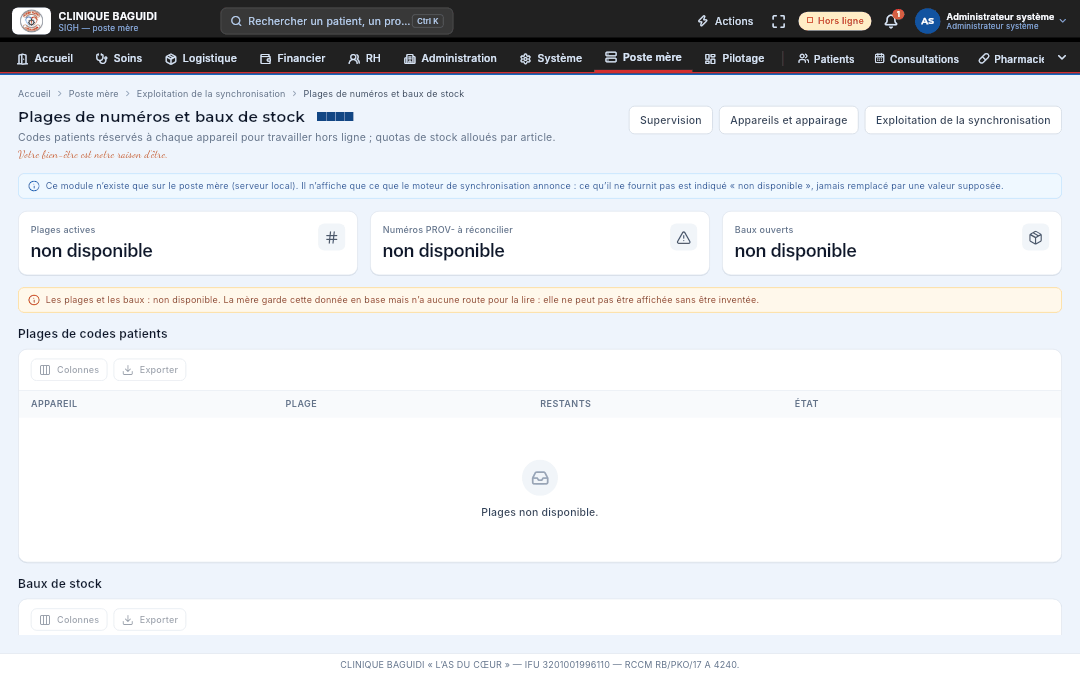 CLINIQUE BAGUIDI
SIGH — poste mère
Rechercher un patient, un pro... Ctrl K
Actions
Hors ligne
1
AS
Administrateur système
Administrateur système
Accueil Soins Logistique Financier RH Administration Système Poste mère Pilotage Patients Consultations Pharmacie
Accueil > Poste mère > Exploitation de la synchronisation > Plages de numéros et baux de stock
Plages de numéros et baux de stock
Codes patients réservés à chaque appareil pour travailler hors ligne ; quotas de stock alloués par article.
Votre bien-être est notre raison d'être.
Supervision
Appareils et appairage
Exploitation de la synchronisation
Ce module n'existe que sur le poste mère (serveur local). Il n'affiche que ce que le moteur de synchronisation annonce : ce qu'il ne fournit pas est indiqué « non disponible », jamais remplacé par une valeur supposée.
Plages actives
non disponible
Numéros PROV- à réconcilier
non disponible
Baux ouverts
non disponible
Les plages et les baux : non disponible. La mère garde cette donnée en base mais n'a aucune route pour la lire : elle ne peut pas être affichée sans être inventée.
Plages de codes patients
Colonnes Exporter
APPAREIL PLAGE RESTANTS ÉTAT
Plages non disponible.
Baux de stock
Colonnes Exporter
CLINIQUE BAGUIDI « L'AS DU CŒUR » — IFU 3201001996110 — RCCM RB/PKO/17 A 4240.